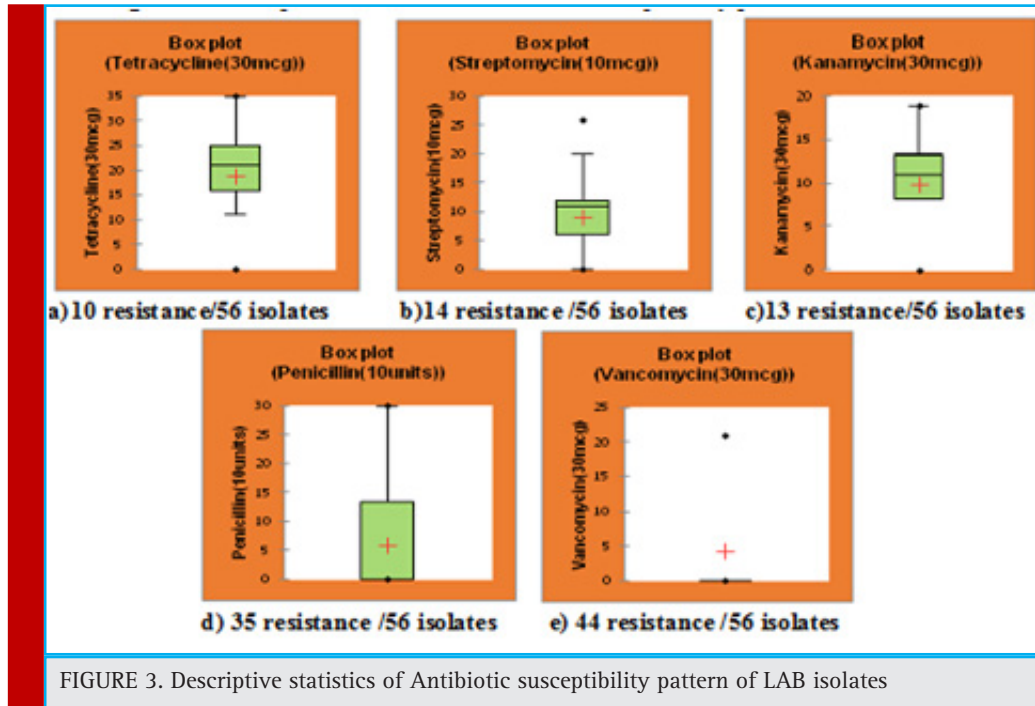 Box plot
(Tetracycline(30mcg))
Tetracycline(30mcg)
35
30
25
20
15
10
5
0
a)10 resistance/56 isolates
Box plot
(Streptomycin(10mcg))
Streptomycin(10mcg)
30
25
20
15
10
5
0
b)14 resistance /56 isolates
Box plot
(Kanamycin(30mcg))
Kanamycin(30mcg)
20
15
10
5
0
c)13 resistance/56 isolates
Box plot
(Penicillin(10units))
Penicillin(10units)
30
25
20
15
10
5
0
d) 35 resistance /56 isolates
Box plot
(Vancomycin(30mcg))
Vancomycin(30mcg)
25
20
15
10
5
0
e) 44 resistance /56 isolates
FIGURE 3. Descriptive statistics of Antibiotic susceptibility pattern of LAB isolates